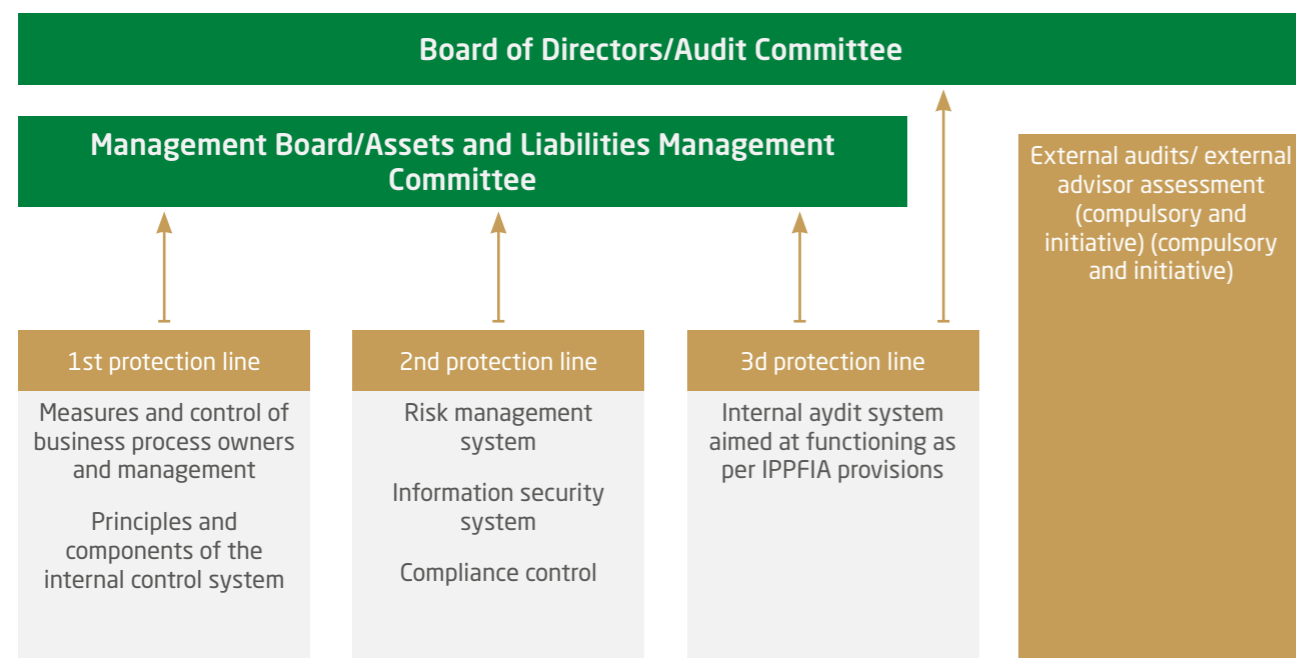 Board of Directors/Audit Committee
Management Board/Assets and Liabilities Management
Committee
External audits/ external
advisor assessment
(compulsory and
initiative) (compulsory
and initiative)
1st protection line
Measures and control of
business process owners
and management
Principles and
components of the
internal control system
2nd protection line
Risk management
system
Information security
system
Compliance control
3d protection line
Internal aydit system
aimed at functioning as
per IPPFIA provisions